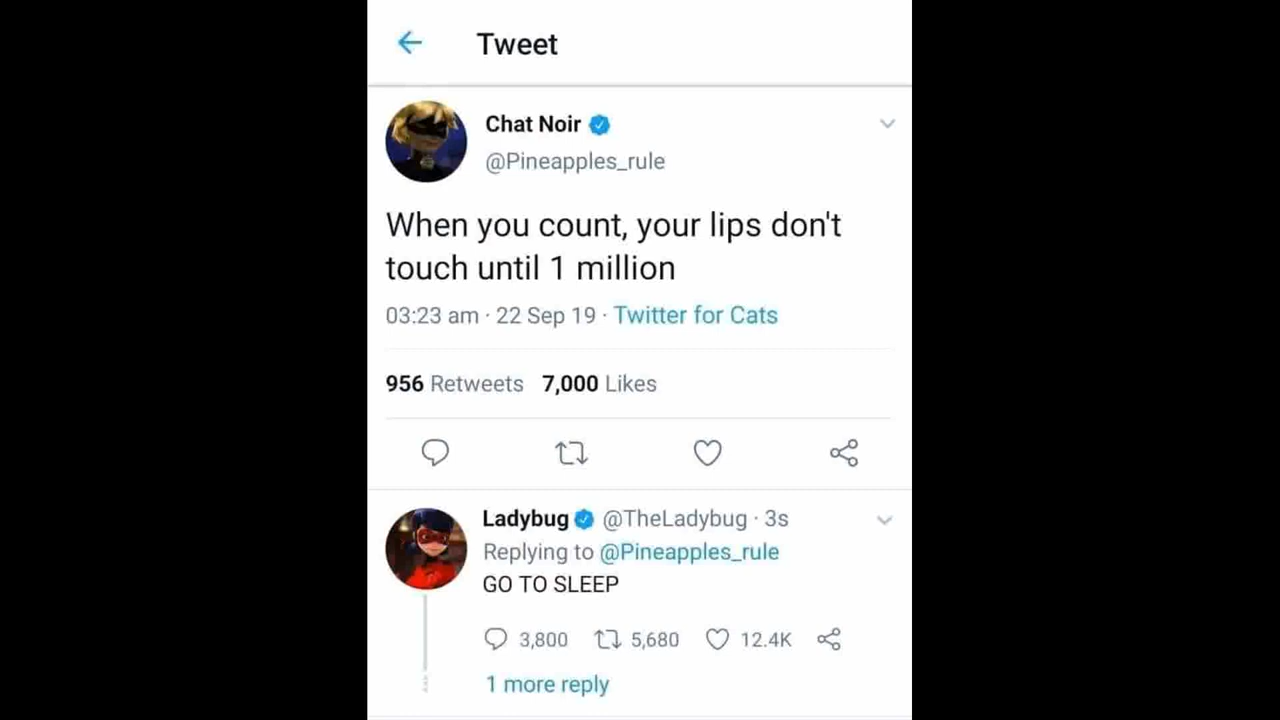 Tweet
Chat Noir
@Pineapples_rule
When you count, your lips don't
touch until 1 million
03:23 am · 22 Sep 19 · Twitter for Cats
956 Retweets 7,000 Likes
Ladybug @TheLadybug · 3s
Replying to @Pineapples_rule
GO TO SLEEP
3,800 5,680 12.4K
1 more reply